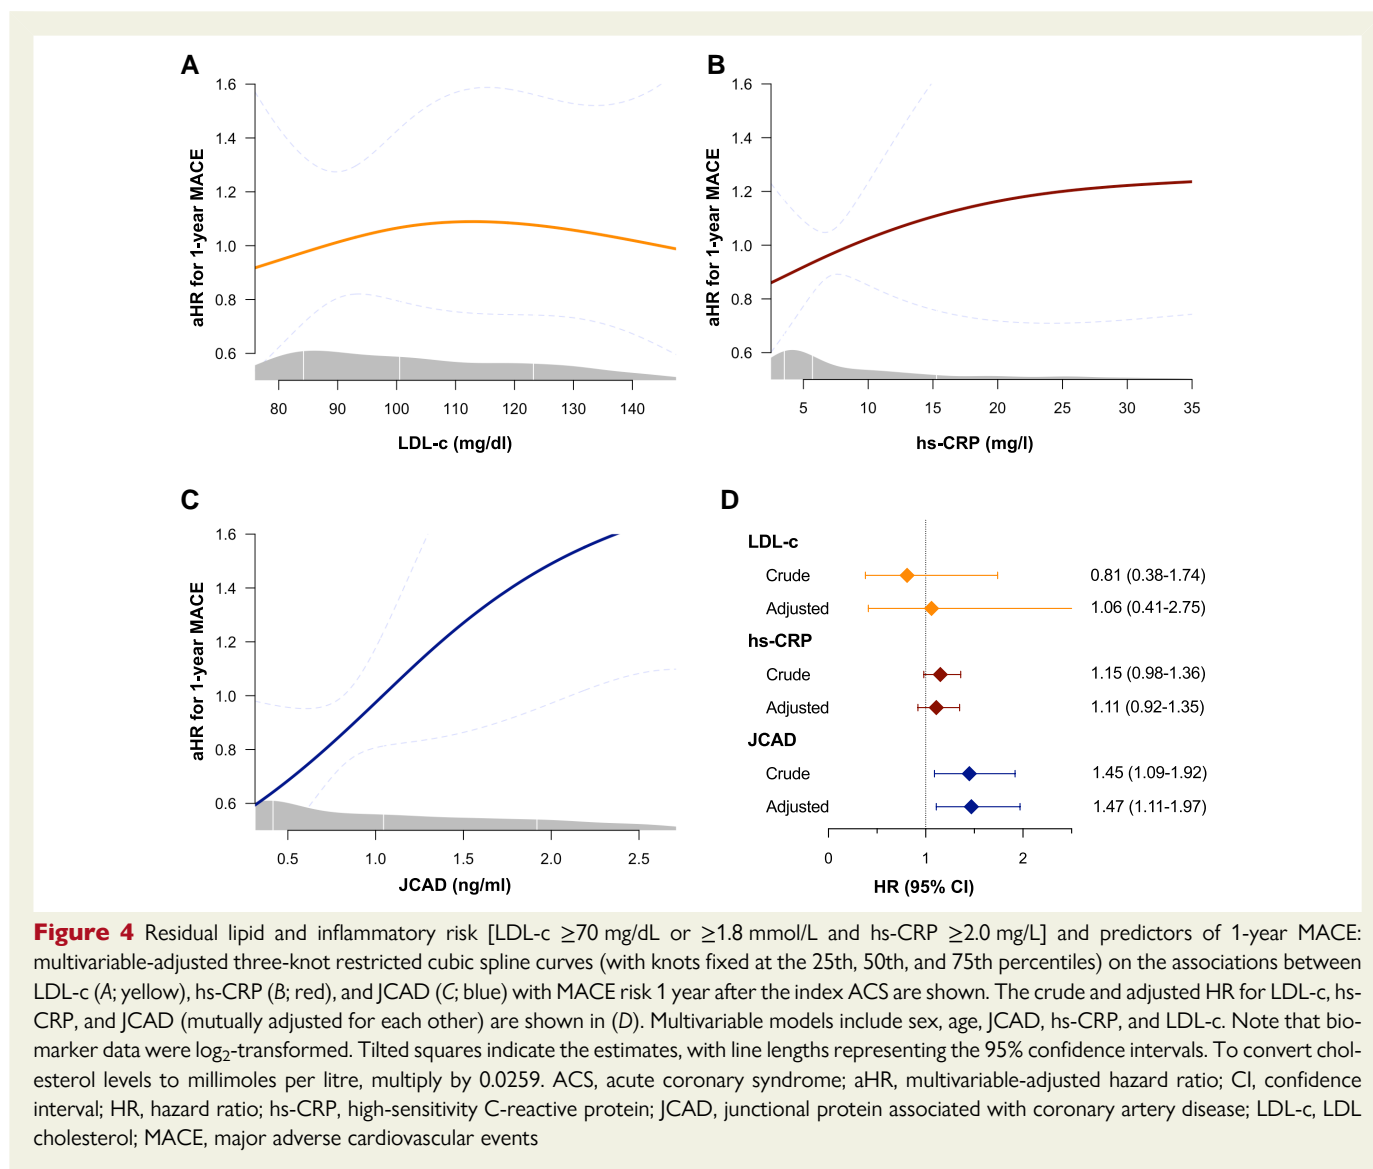 A
1.6
1.4
1.2
1.0
0.8
0.6
aHR for 1-year MACE
80 90 100 110 120 130 140
LDL-c (mg/dl)
B
1.6
1.4
1.2
1.0
0.8
0.6
aHR for 1-year MACE
5 10 15 20 25 30 35
hs-CRP (mg/l)
C
1.6
1.4
1.2
1.0
0.8
0.6
aHR for 1-year MACE
0.5 1.0 1.5 2.0 2.5
JCAD (ng/ml)
D
LDL-c
Crude 0.81 (0.38-1.74)
Adjusted 1.06 (0.41-2.75)
hs-CRP
Crude 1.15 (0.98-1.36)
Adjusted 1.11 (0.92-1.35)
JCAD
Crude 1.45 (1.09-1.92)
Adjusted 1.47 (1.11-1.97)
0 1 2
HR (95% CI)
Figure 4 Residual lipid and inflammatory risk [LDL-c ≥70 mg/dL or ≥1.8 mmol/L and hs-CRP ≥2.0 mg/L] and predictors of 1-year MACE:
multivariable-adjusted three-knot restricted cubic spline curves (with knots fixed at the 25th, 50th, and 75th percentiles) on the associations between
LDL-c (A; yellow), hs-CRP (B; red), and JCAD (C; blue) with MACE risk 1 year after the index ACS are shown. The crude and adjusted HR for LDL-c, hs-
CRP, and JCAD (mutually adjusted for each other) are shown in (D). Multivariable models include sex, age, JCAD, hs-CRP, and LDL-c. Note that bio-
marker data were log₂-transformed. Tilted squares indicate the estimates, with line lengths representing the 95% confidence intervals. To convert chol-
esterol levels to millimoles per litre, multiply by 0.0259. ACS, acute coronary syndrome; aHR, multivariable-adjusted hazard ratio; CI, confidence
interval; HR, hazard ratio; hs-CRP, high-sensitivity C-reactive protein; JCAD, junctional protein associated with coronary artery disease; LDL-c, LDL
cholesterol; MACE, major adverse cardiovascular events